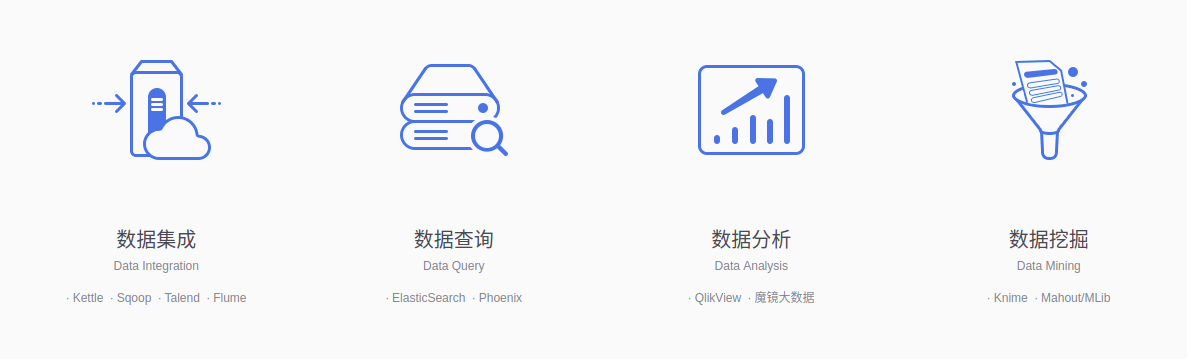 数据集成
Data Integration
· Kettle · Sqoop · Talend · Flume
数据查询
Data Query
· ElasticSearch · Phoenix
数据分析
Data Analysis
· QlikView · 魔镜大数据
数据挖掘
Data Mining
· Knime · Mahout/MLib